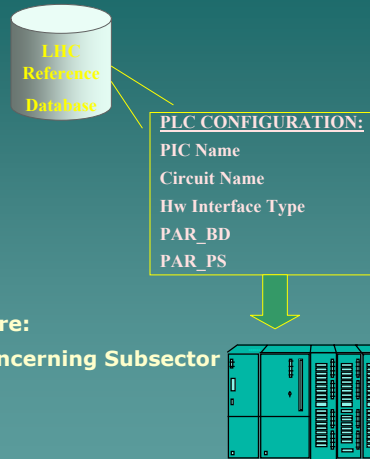 LHC
Reference
Database
PLC CONFIGURATION:
PIC Name
Circuit Name
Hw Interface Type
PAR_BD
PAR_PS
re:
ncerning Subsector